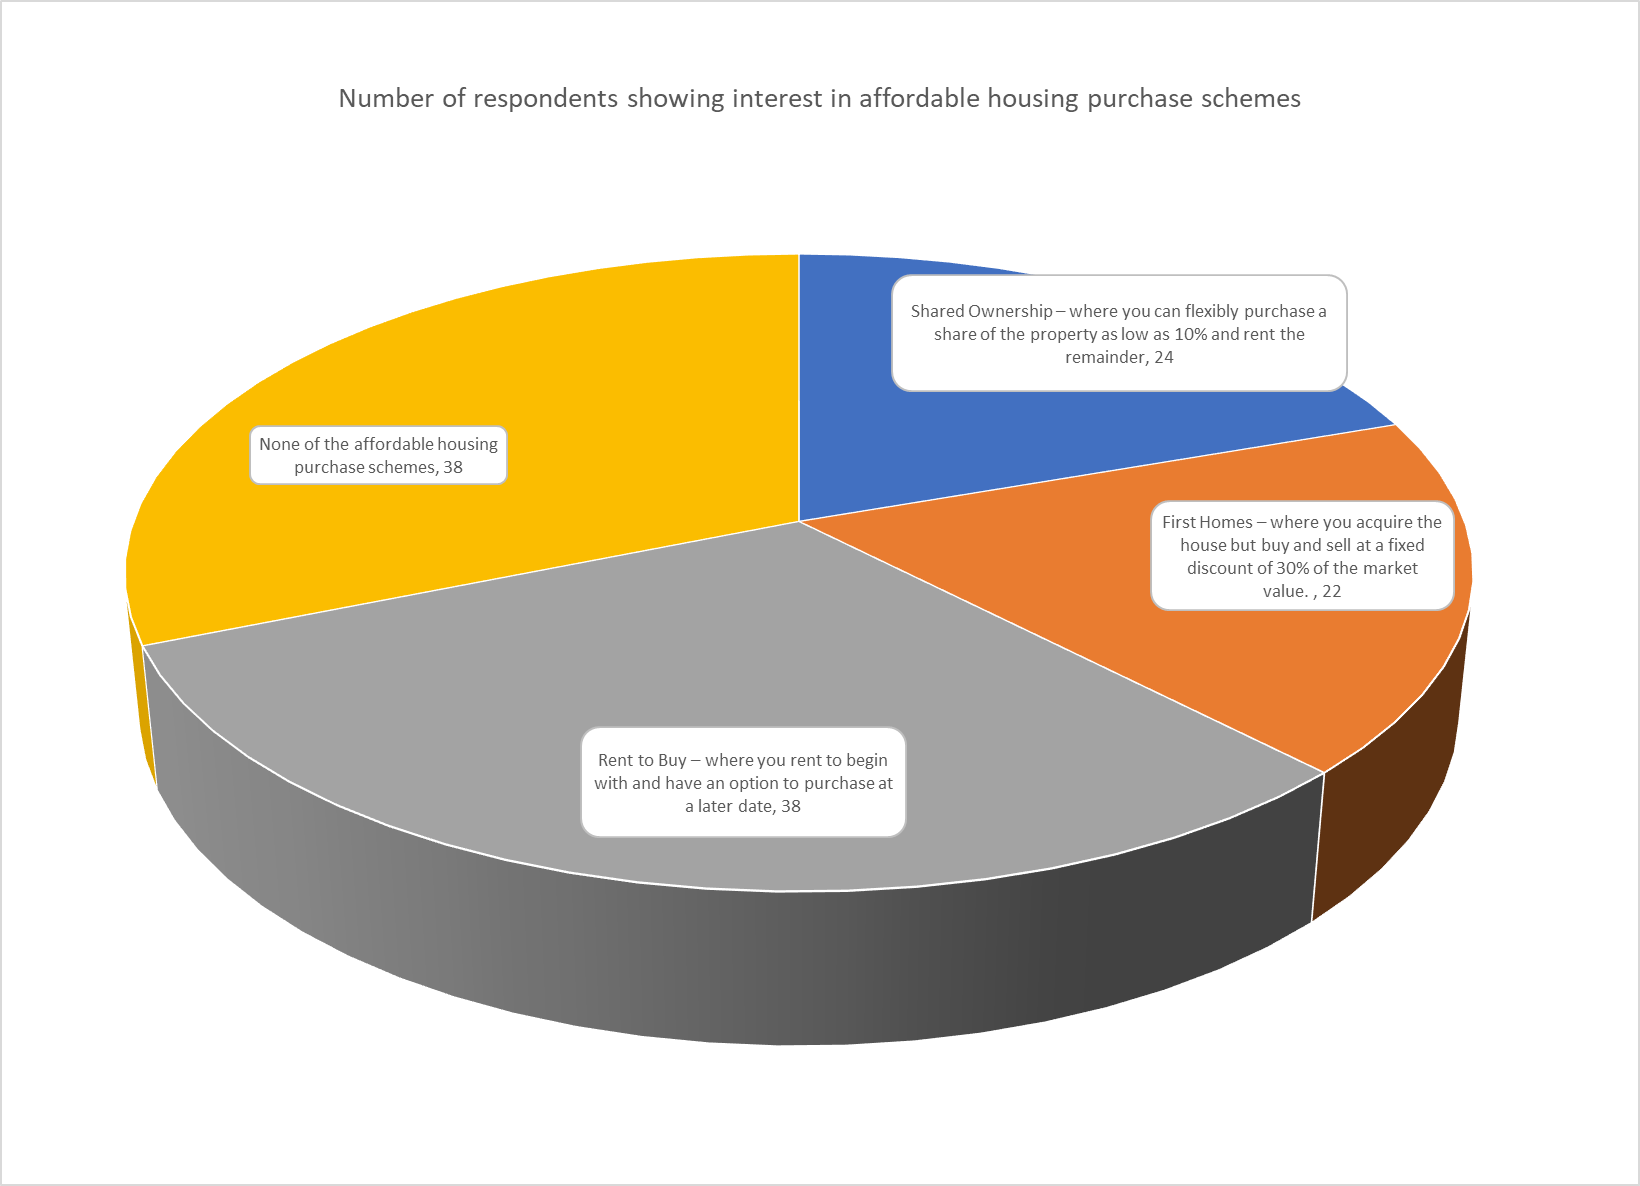 Number of respondents showing interest in affordable housing purchase schemes
Shared Ownership – where you can flexibly purchase a
share of the property as low as 10% and rent the
remainder, 24
None of the affordable housing
purchase schemes, 38
First Homes – where you acquire the
house but buy and sell at a fixed
discount of 30% of the market
value. , 22
Rent to Buy – where you rent to begin
with and have an option to purchase at
a later date, 38